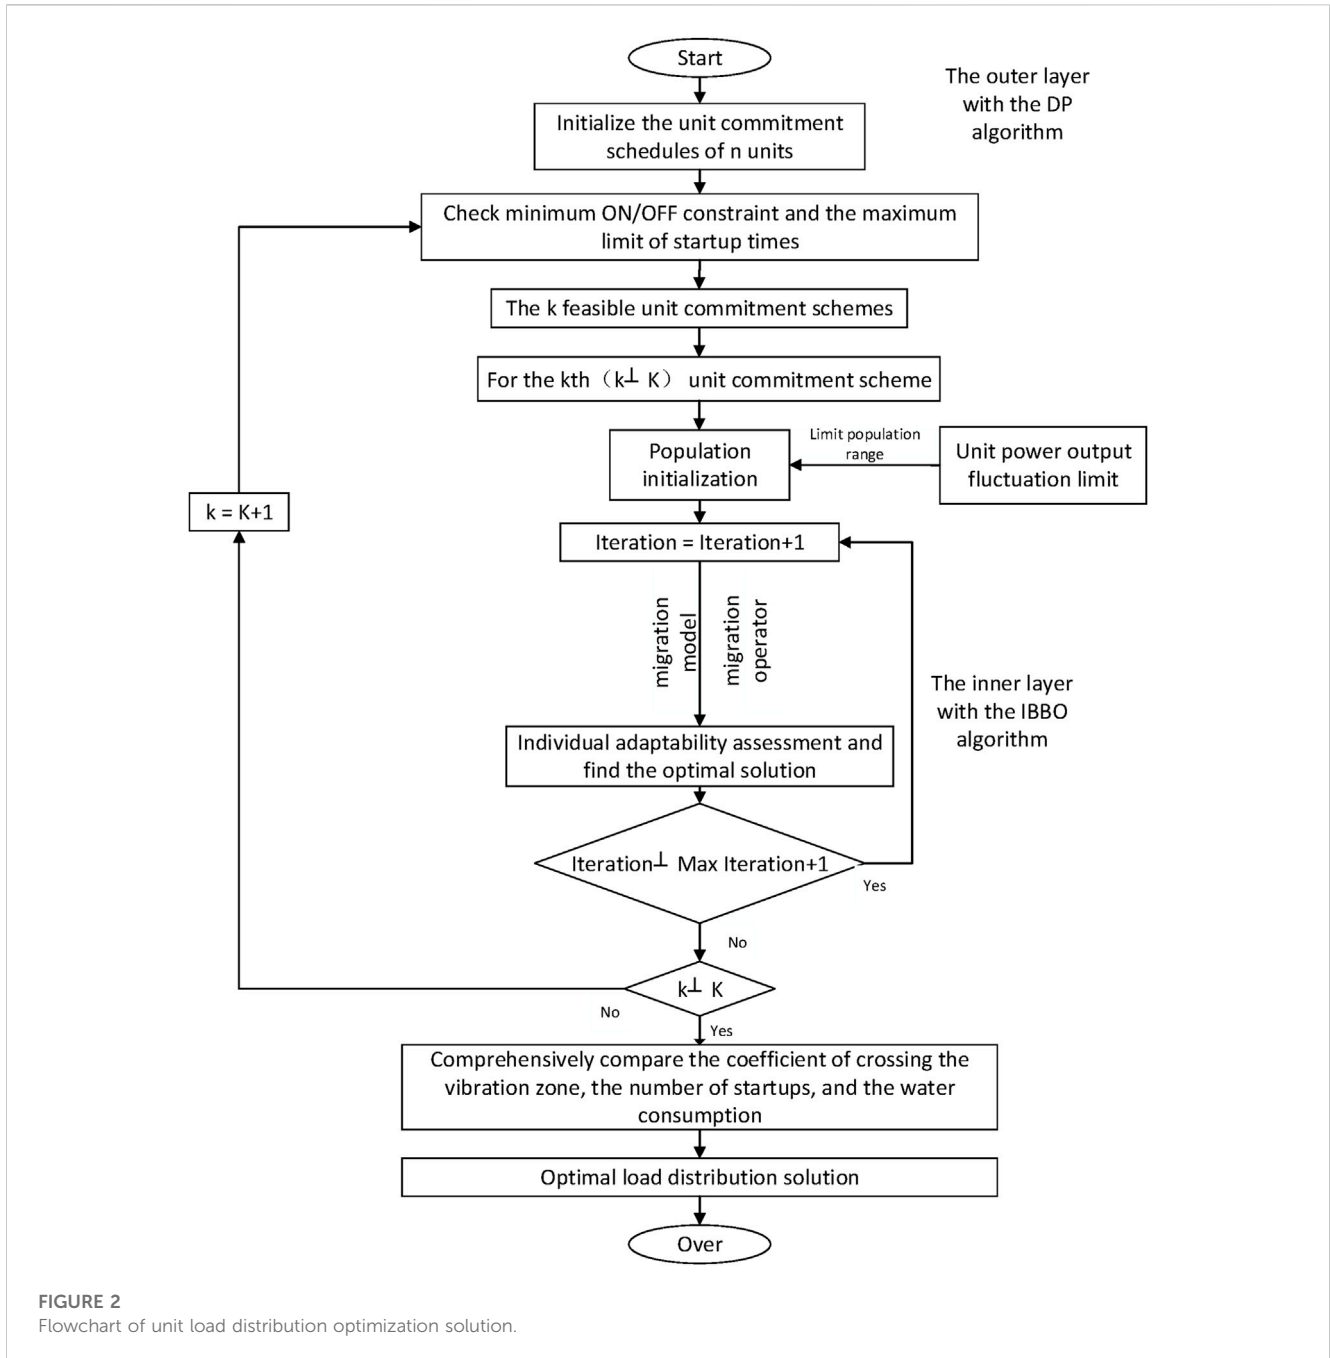 Start
The outer layer
with the DP
algorithm
Initialize the unit commitment
schedules of n units
Check minimum ON/OFF constraint and the maximum
limit of startup times
The k feasible unit commitment schemes
For the kth（k┴ K） unit commitment scheme
Population
initialization
Limit population
range
Unit power output
fluctuation limit
k = K+1
Iteration = Iteration+1
migration
model
migration
operator
The inner layer
with the IBBO
algorithm
Individual adaptability assessment and
find the optimal solution
Iteration┴ Max Iteration+1
Yes
No
k┴ K
No
Yes
Comprehensively compare the coefficient of crossing the
vibration zone, the number of startups, and the water
consumption
Optimal load distribution solution
Over
FIGURE 2
Flowchart of unit load distribution optimization solution.